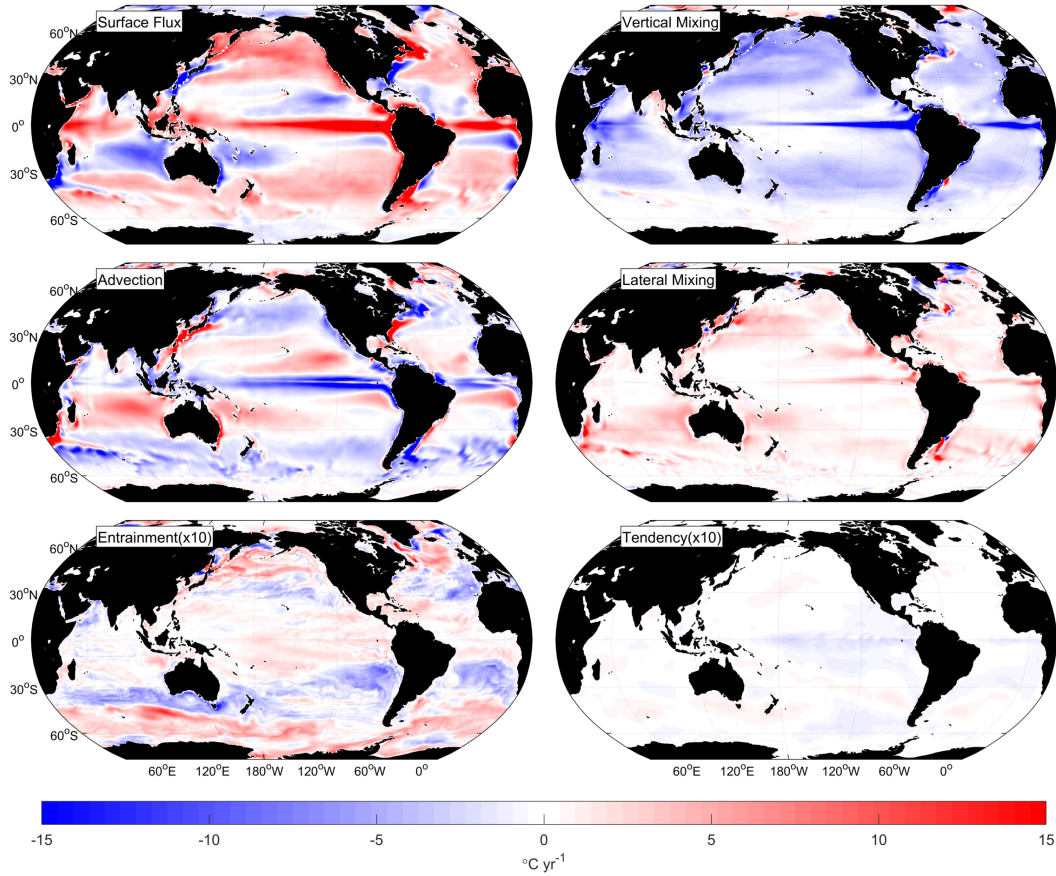 Surface Flux
Vertical Mixing
60°N
30°N
0°
30°S
60°S
Advection
Lateral Mixing
60°N
30°N
0°
30°S
60°S
Entrainment(x10)
Tendency(x10)
60°N
30°N
0°
30°S
60°S
60°E 120°E 180°W 120°W 60°W 0°
60°E 120°E 180°W 120°W 60°W 0°
-15 -10 -5 0 5 10 15
°C yr⁻¹